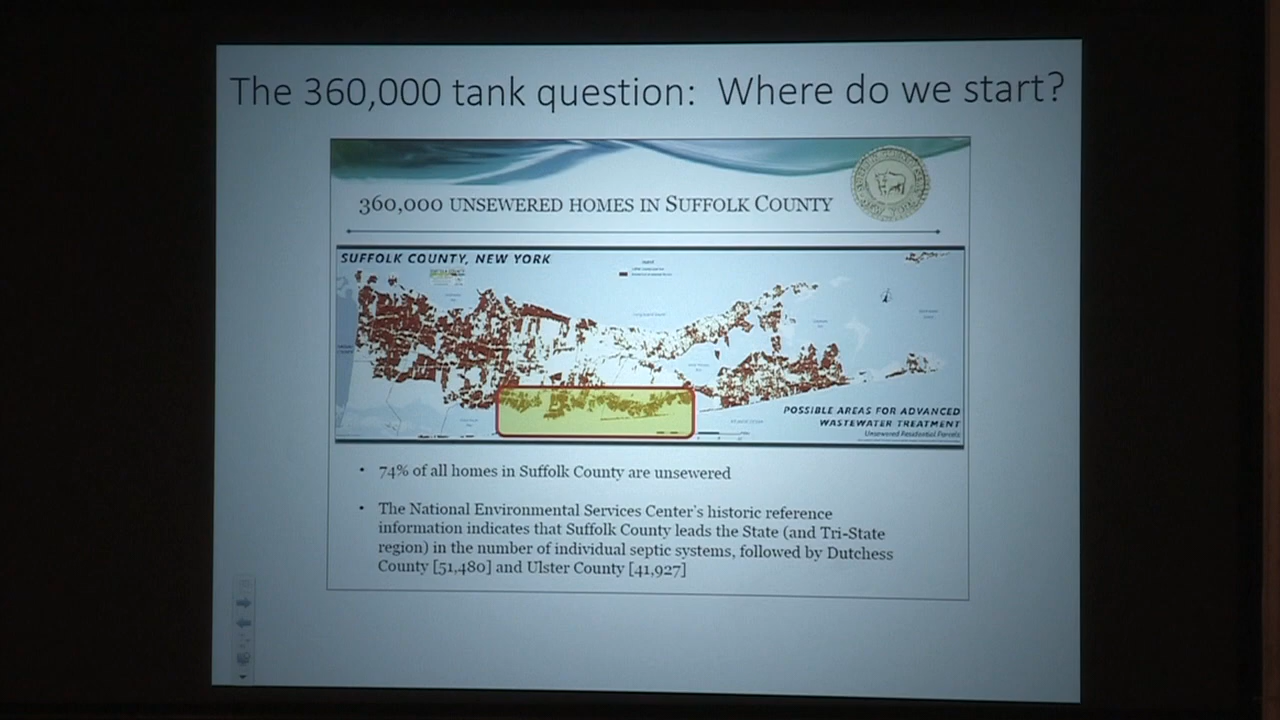 The 360,000 tank question: Where do we start?
360,000 UNSEWERED HOMES IN SUFFOLK COUNTY
SUFFOLK COUNTY, NEW YORK
POSSIBLE AREAS FOR ADVANCED
WASTEWATER TREATMENT
Unsewered Residential Parcels
• 74% of all homes in Suffolk County are unsewered
• The National Environmental Services Center's historic reference
information indicates that Suffolk County leads the State (and Tri-State
region) in the number of individual septic systems, followed by Dutchess
County [51,480] and Ulster County [41,927]